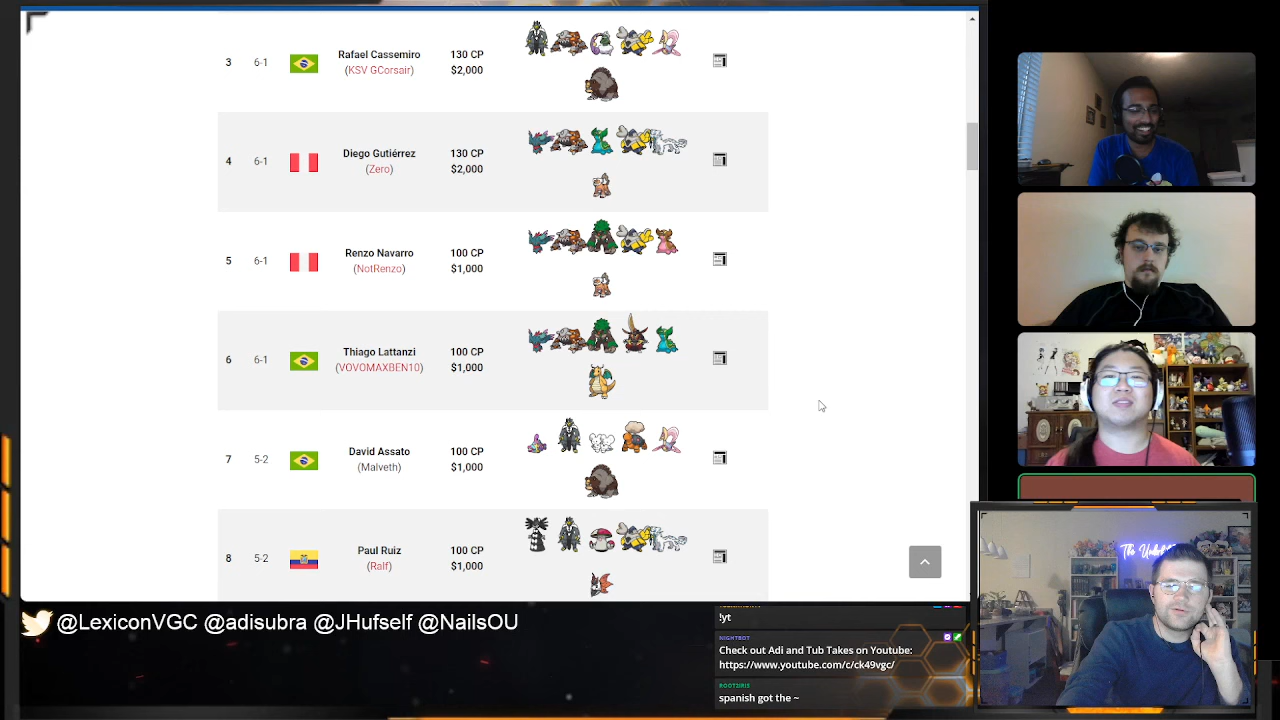 3 6-1 Rafael Cassemiro 130 CP
(KSV GCorsair) $2,000
4 6-1 Diego Gutiérrez 130 CP
(Zero) $2,000
5 6-1 Renzo Navarro 100 CP
(NotRenzo) $1,000
6 6-1 Thiago Lattanzi 100 CP
(VOVOMAXBEN10) $1,000
7 5-2 David Assato 100 CP
(Malveth) $1,000
8 5-2 Paul Ruiz 100 CP
(Ralf) $1,000
@LexiconVGC @adisubra @JHufself @NailsOU
!yt
NIGHTBOT
Check out Adi and Tub Takes on Youtube:
https://www.youtube.com/c/ck49vgc/
spanish got the ~
The